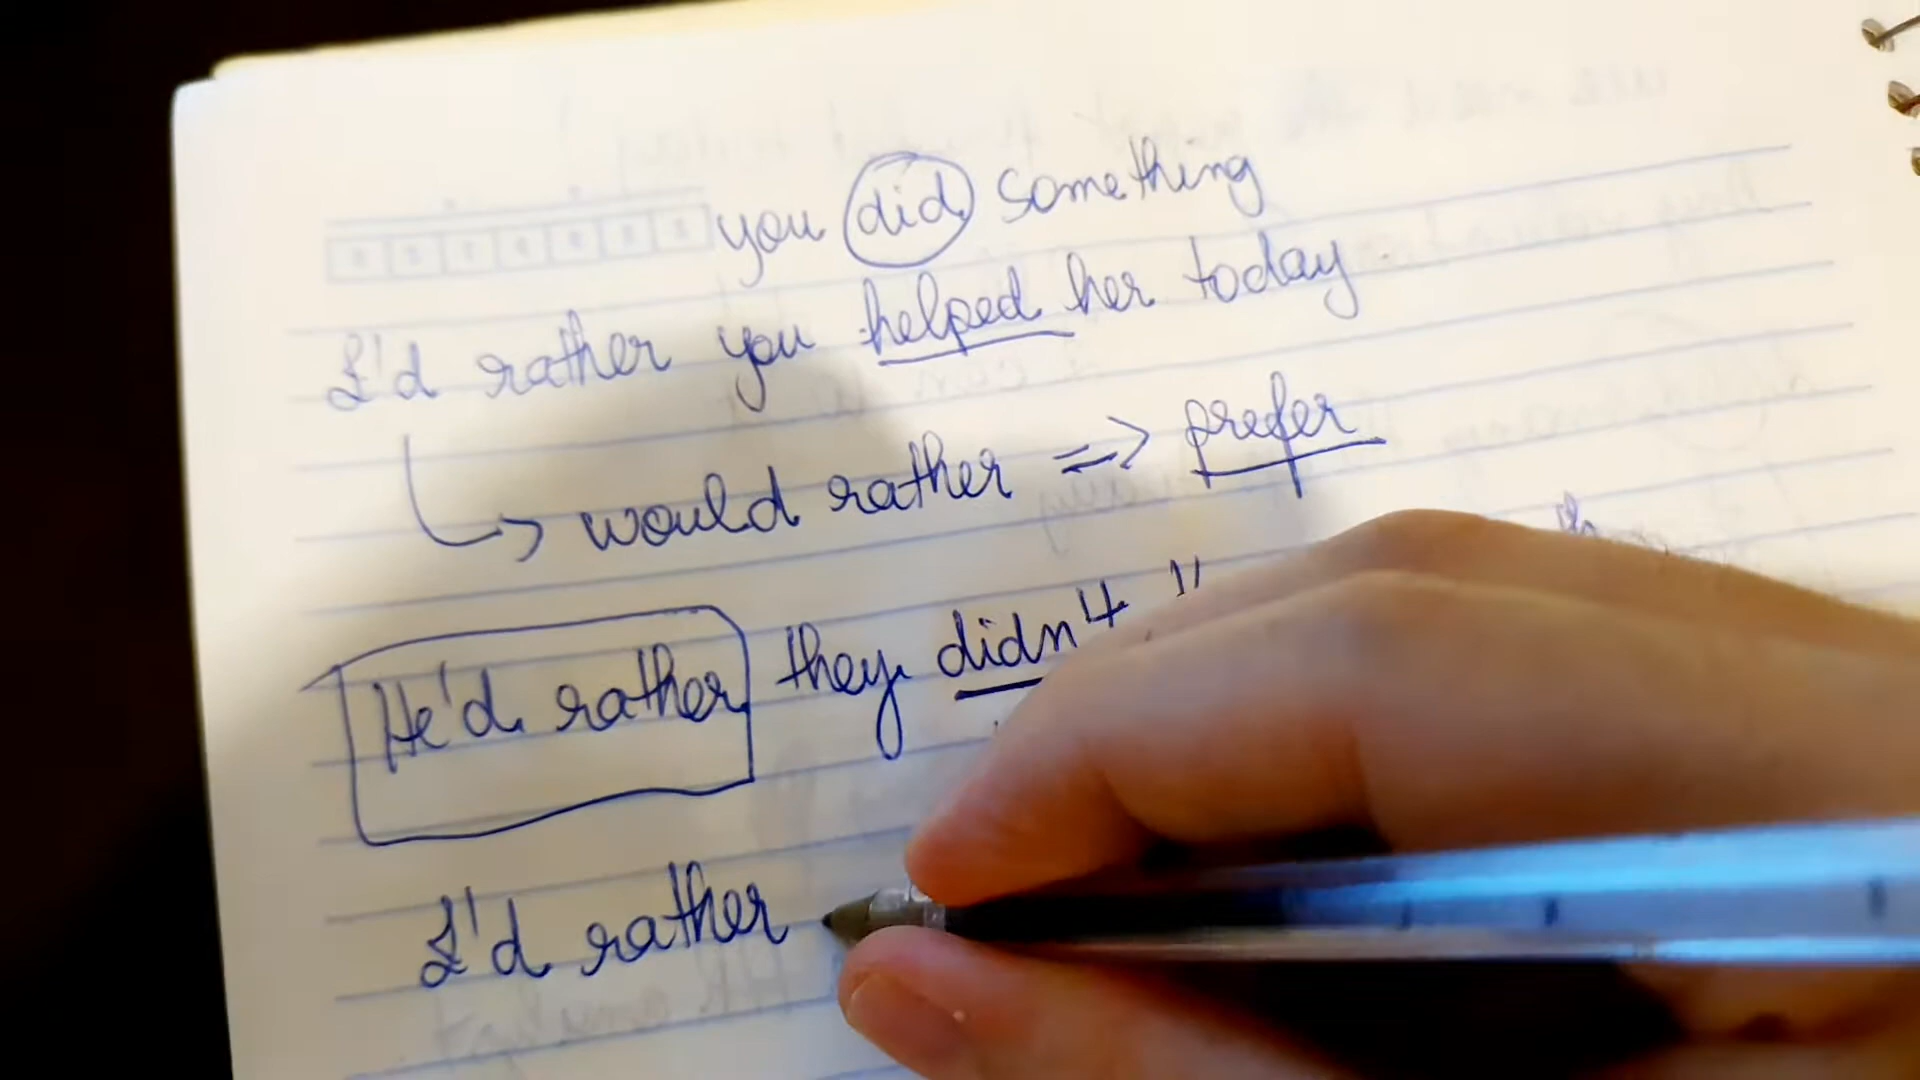 you did something
I'd rather you helped her today.
would rather => prefer
He'd rather they didn't
I'd rather